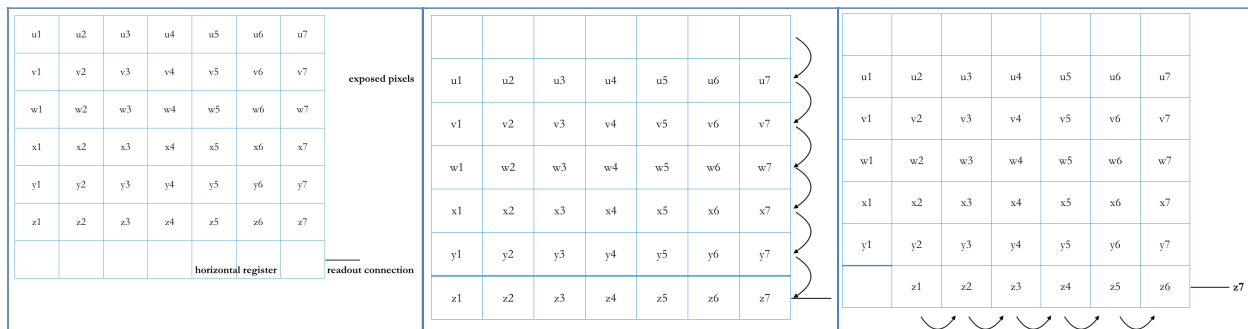 u1 u2 u3 u4 u5 u6 u7
v1 v2 v3 v4 v5 v6 v7
exposed pixels
w1 w2 w3 w4 w5 w6 w7
x1 x2 x3 x4 x5 x6 x7
y1 y2 y3 y4 y5 y6 y7
z1 z2 z3 z4 z5 z6 z7
horizontal register
readout connection
u1 u2 u3 u4 u5 u6 u7
v1 v2 v3 v4 v5 v6 v7
w1 w2 w3 w4 w5 w6 w7
x1 x2 x3 x4 x5 x6 x7
y1 y2 y3 y4 y5 y6 y7
z1 z2 z3 z4 z5 z6 z7
u1 u2 u3 u4 u5 u6 u7
v1 v2 v3 v4 v5 v6 v7
w1 w2 w3 w4 w5 w6 w7
x1 x2 x3 x4 x5 x6 x7
y1 y2 y3 y4 y5 y6 y7
z1 z2 z3 z4 z5 z6 z7